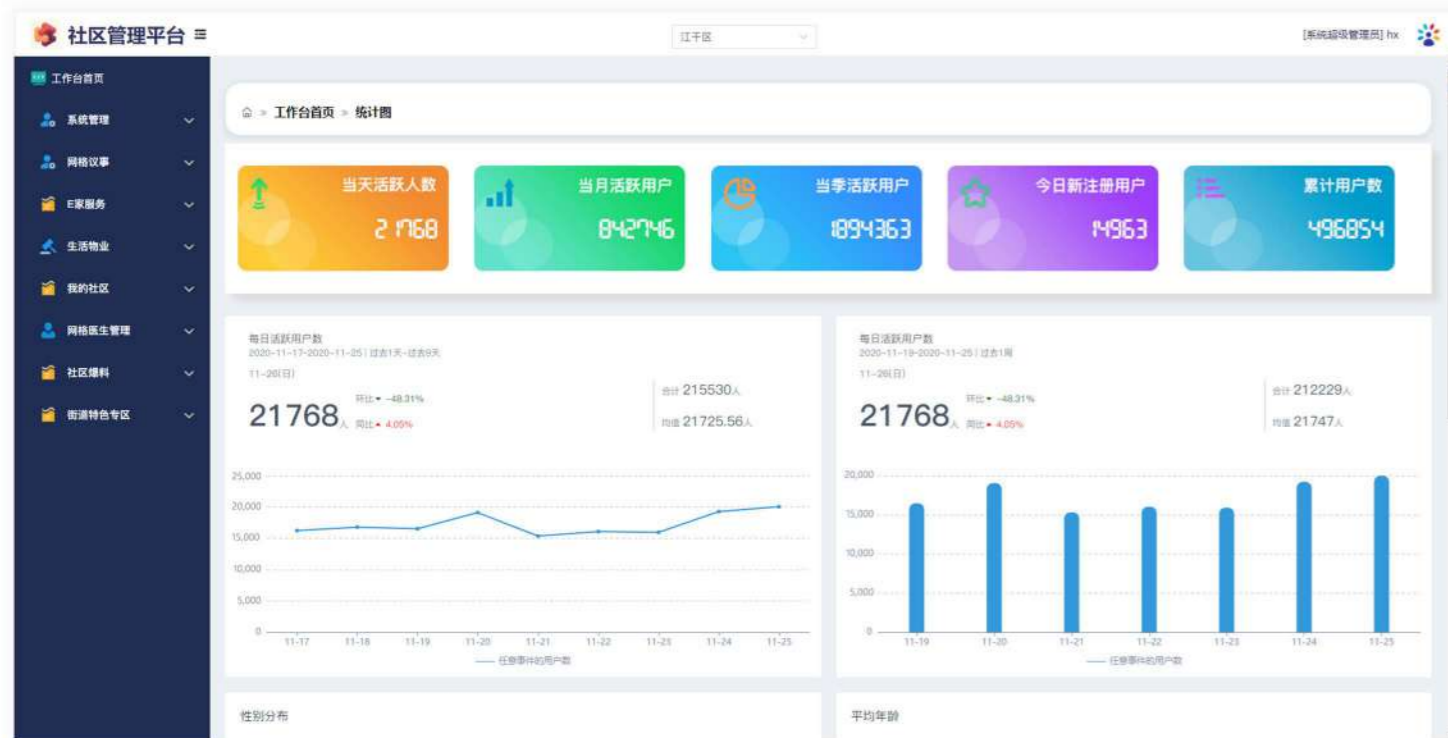 社区管理平台
江干区
[系统超级管理员] hx
工作台首页
系统管理
网格议事
E家服务
生活物业
我的社区
网格医生管理
社区爆料
街道特色专区
» 工作台首页 » 统计图
当天活跃人数
21768
当月活跃用户
842746
当季活跃用户
1894363
今日新注册用户
14963
累计用户数
496854
每日活跃用户数
2020-11-17-2020-11-25 | 过去1天-过去9天
11-26(日)
21768人
环比 -48.31%
同比 4.05%
合计 215530人
均值 21725.56人
25,000
20,000
15,000
10,000
5,000
0
11-17 11-18 11-19 11-20 11-21 11-22 11-23 11-24 11-25
任意事件的用户数
每日活跃用户数
2020-11-19-2020-11-25 | 过去1周
11-26(日)
21768人
环比 -48.31%
同比 4.05%
合计 212229人
均值 21747人
20,000
15,000
10,000
5,000
0
11-19 11-20 11-21 11-22 11-23 11-24 11-25
任意事件的用户数
性别分布
平均年龄